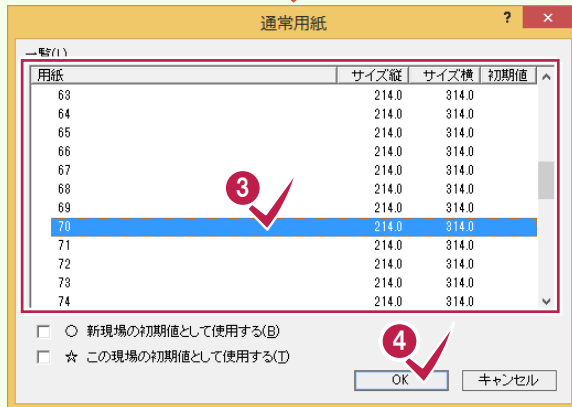 通常用紙
? ×
一覧(L)
用紙 サイズ縦 サイズ横 初期値
63 214.0 314.0
64 214.0 314.0
65 214.0 314.0
66 214.0 314.0
67 214.0 314.0
68 214.0 314.0
3
69 214.0 314.0
70 214.0 314.0
71 214.0 314.0
72 214.0 314.0
73 214.0 314.0
74 214.0 314.0
○ 新現場の初期値として使用する(B)
☆ この現場の初期値として使用する(T)
4
OK キャンセル